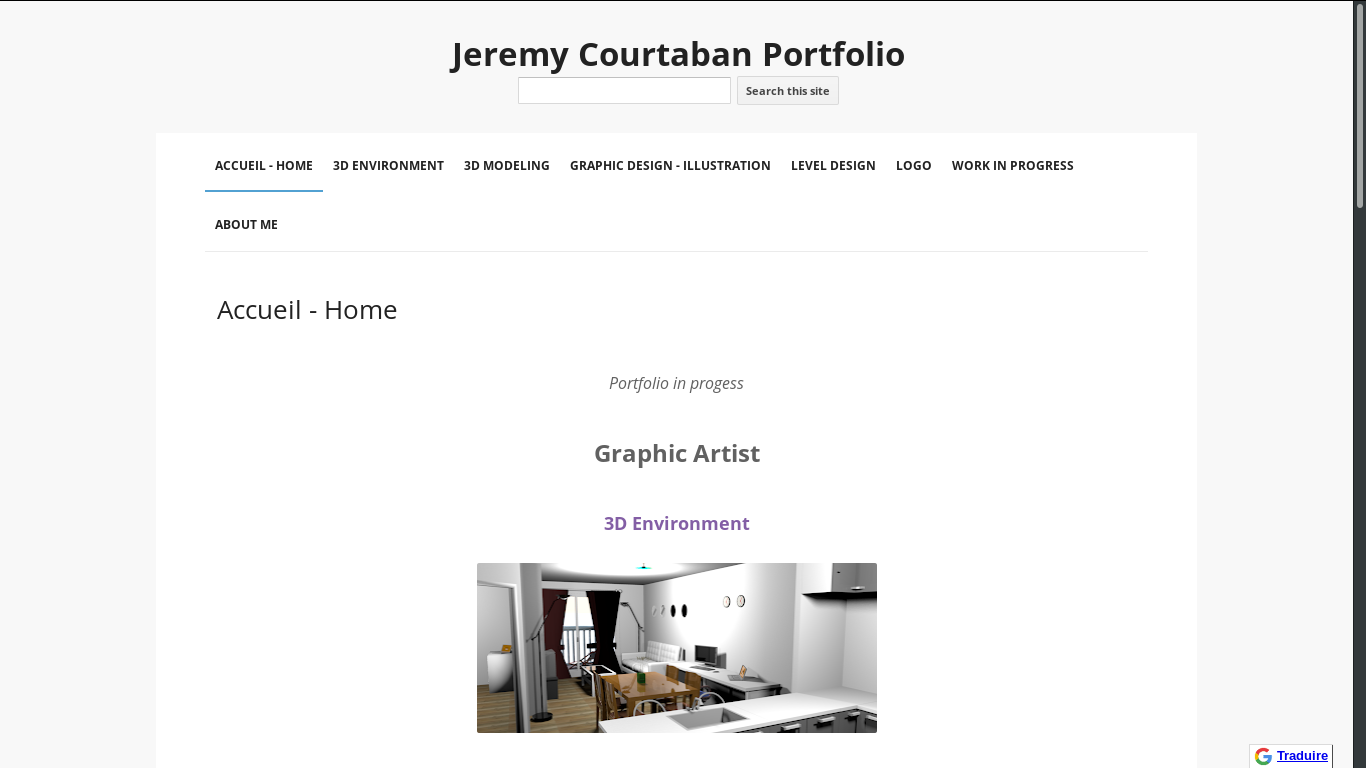 Jeremy Courtaban Portfolio
Search this site
ACCUEIL - HOME 3D ENVIRONMENT 3D MODELING GRAPHIC DESIGN - ILLUSTRATION LEVEL DESIGN LOGO WORK IN PROGRESS
ABOUT ME
Accueil - Home
Portfolio in progess
Graphic Artist
3D Environment
Traduire